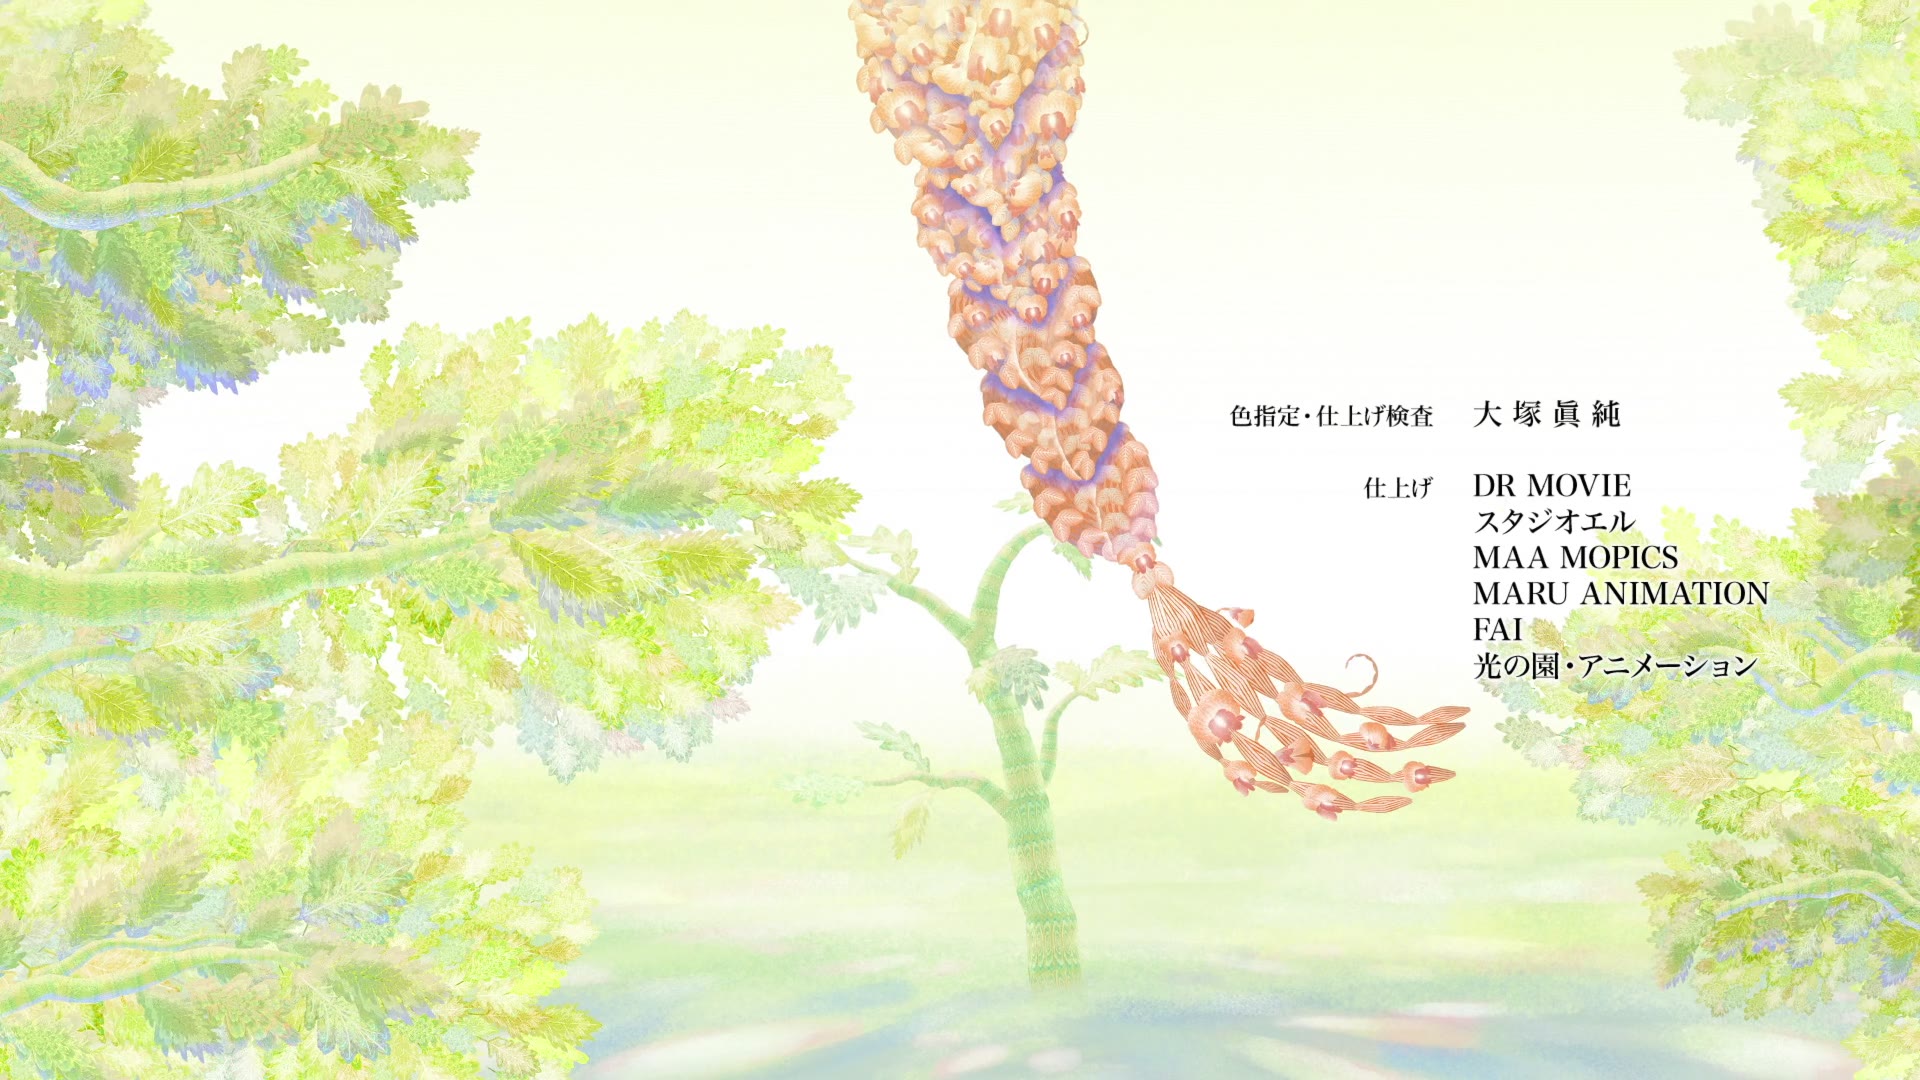 色指定・仕上げ検査 大塚眞純
仕上げ DR MOVIE
スタジオエル
MAA MOPICS
MARU ANIMATION
FAI
光の園・アニメーション